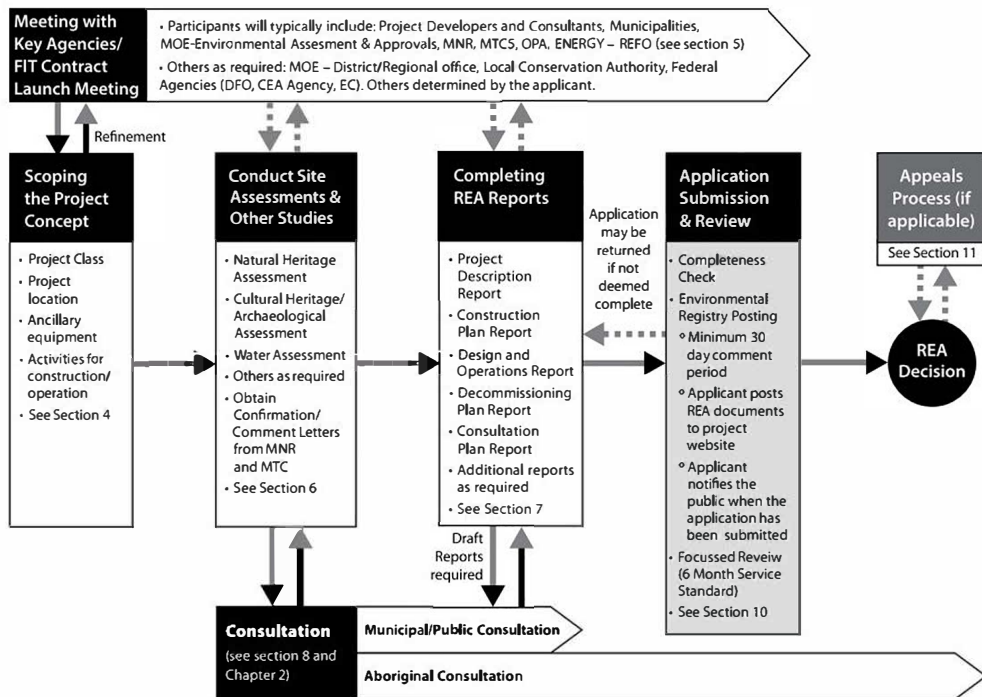 Meeting with
Key Agencies/
FIT Contract
Launch Meeting
• Participants will typically include: Project Developers and Consultants, Municipalities,
MOE-Environmental Assesment & Approvals, MNR, MTCS, OPA, ENERGY – REFO (see section 5)
• Others as required: MOE – District/Regional office, Local Conservation Authority, Federal
Agencies (DFO, CEA Agency, EC). Others determined by the applicant.
Refinement
Scoping
the Project
Concept
• Project Class
• Project
location
• Ancillary
equipment
• Activities for
construction/
operation
• See Section 4
Conduct Site
Assessments &
Other Studies
• Natural Heritage
Assessment
• Cultural Heritage/
Archaeological
Assessment
• Water Assessment
• Others as required
• Obtain
Confirmation/
Comment Letters
from MNR
and MTC
• See Section 6
Completing
REA Reports
• Project
Description
Report
• Construction
Plan Report
• Design and
Operations Report
• Decommissioning
Plan Report
• Consultation
Plan Report
• Additional reports
as required
• See Section 7
Application
may be
returned
if not
deemed
complete
Application
Submission
& Review
• Completeness
Check
• Environmental
Registry Posting
º Minimum 30
day comment
period
º Applicant posts
REA documents
to project
website
º Applicant
notifies the
public when the
application has
been submitted
• Focussed Reveiw
(6 Month Service
Standard)
• See Section 10
Appeals
Process (if
applicable)
See Section 11
REA
Decision
Draft
Reports
required
Consultation
(see section 8 and
Chapter 2)
Municipal/Public Consultation
Aboriginal Consultation